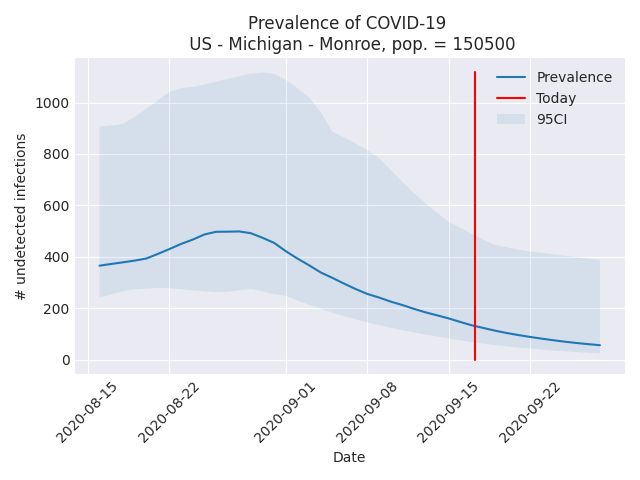 Prevalence of COVID-19
US - Michigan - Monroe, pop. = 150500
Prevalence
Today
95CI
# undetected infections
1000
800
600
400
200
0
2020-08-15
2020-08-22
2020-09-01
2020-09-08
2020-09-15
2020-09-22
Date